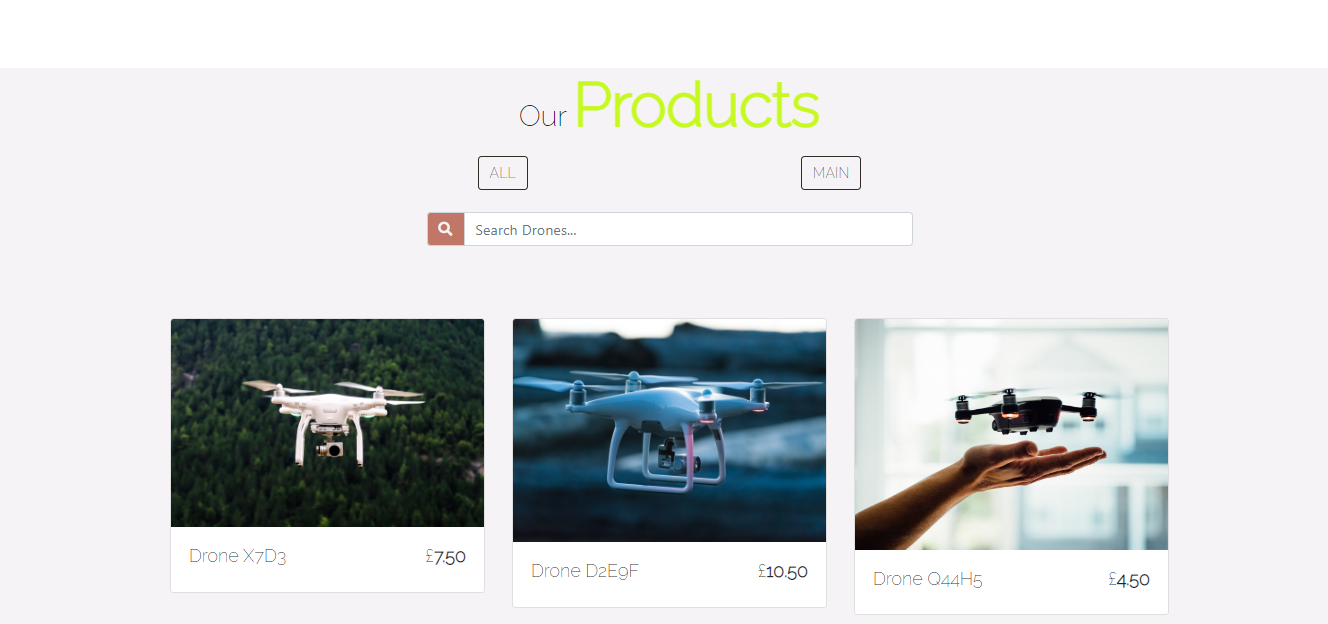 Our Products
ALL MAIN
Search Drones...
Drone X7D3 £7.50
Drone D2E9F £10.50
Drone Q44H5 £4.50